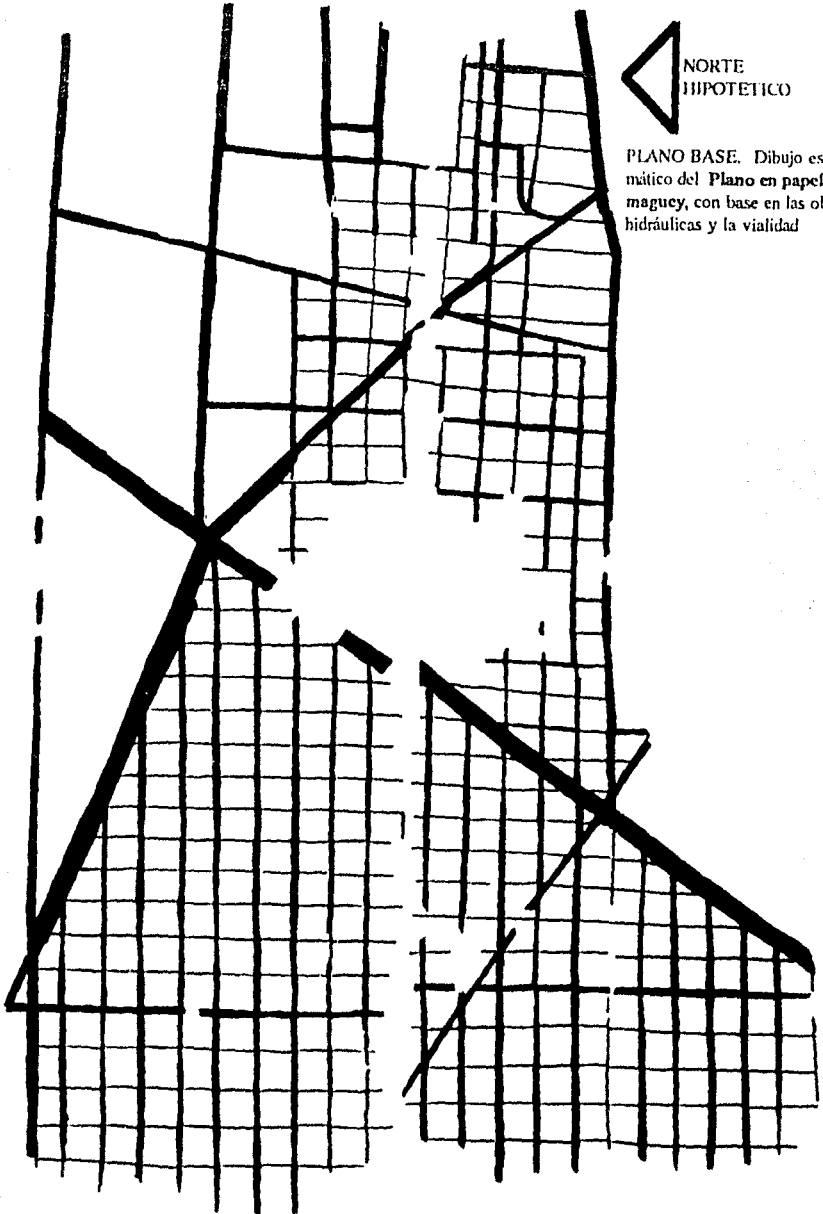 NORTE
HIPOTETICO
PLANO BASE. Dibujo es
mático del Plano en papel
maguey, con base en las ol
hidráulicas y la vialidad